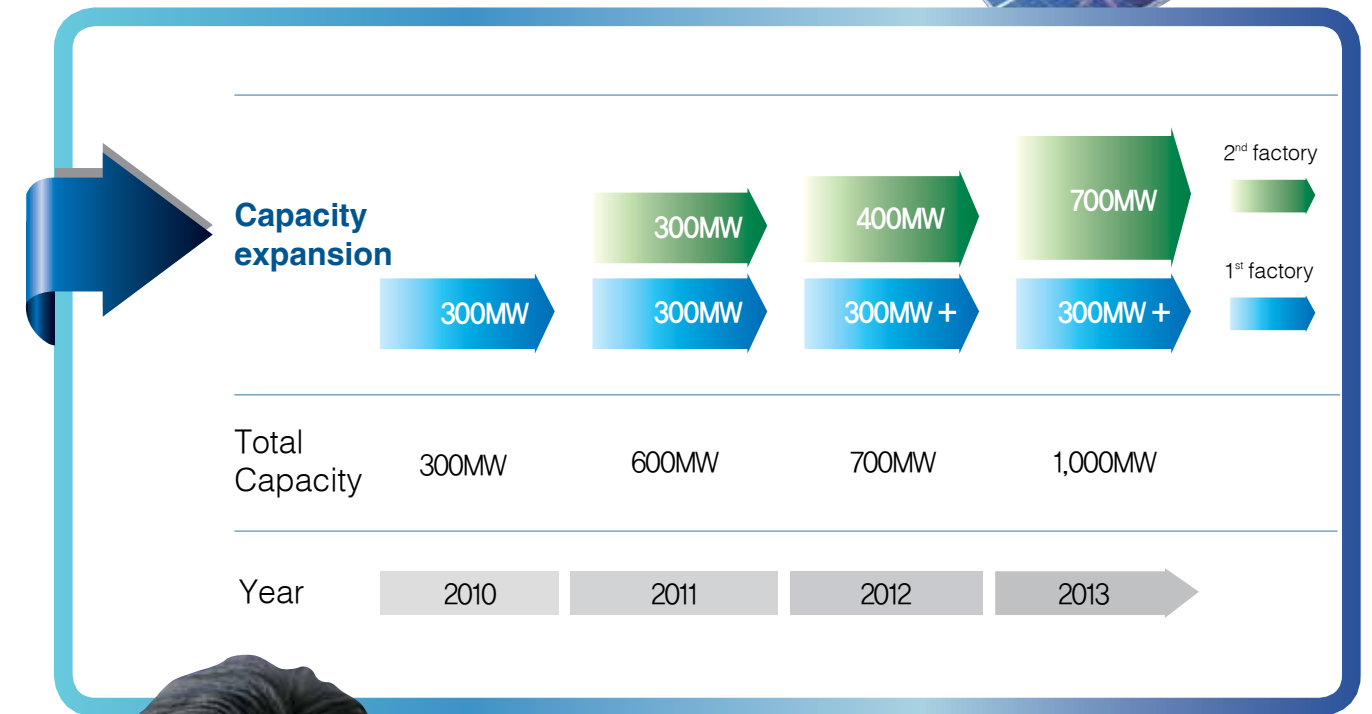 2nd factory
Capacity
expansion
300MW 400MW 700MW
1st factory
300MW 300MW 300MW + 300MW +
Total
Capacity
300MW 600MW 700MW 1,000MW
Year 2010 2011 2012 2013